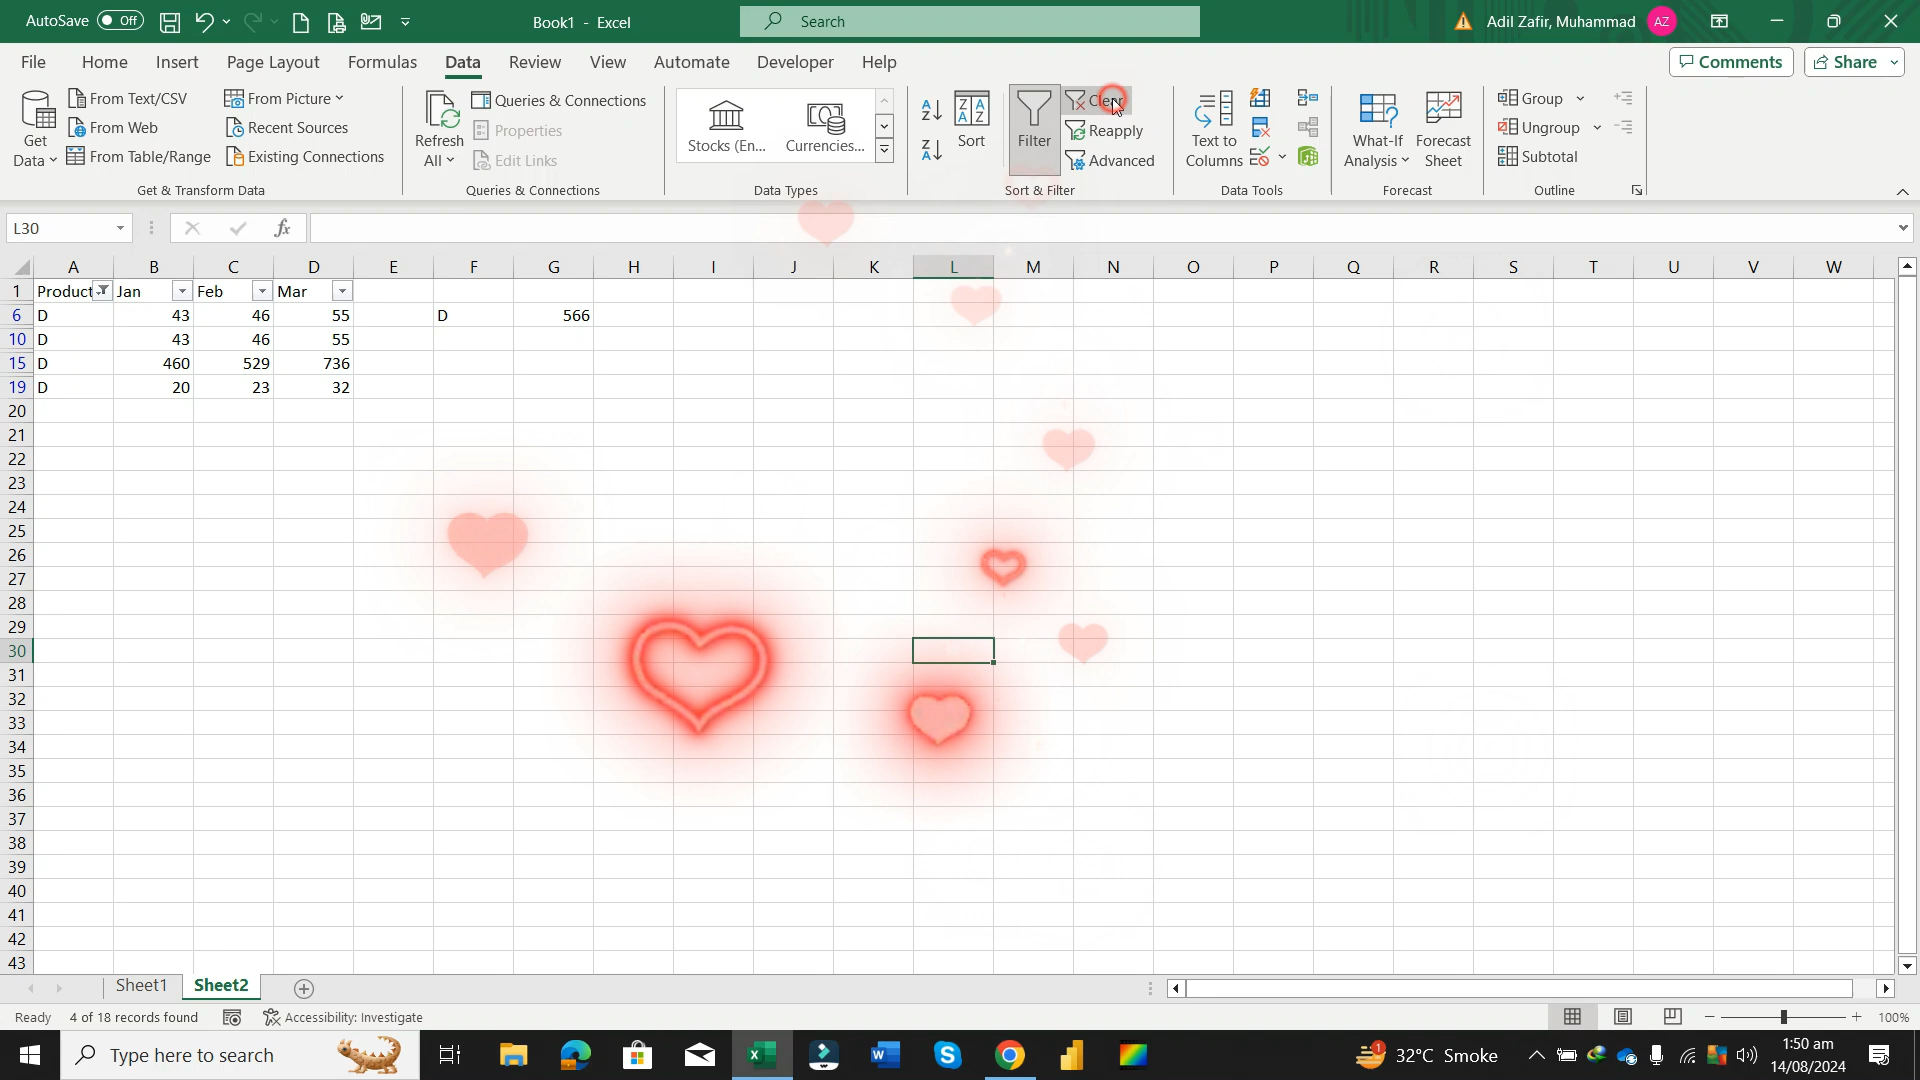 AutoSave Off Book1 - Excel Search Adil Zafir, Muhammad AZ
File Home Insert Page Layout Formulas Data Review View Automate Developer Help Comments Share
Get Data
From Text/CSV
From Web
From Table/Range
From Picture
Recent Sources
Existing Connections
Get & Transform Data
Refresh All
Queries & Connections
Properties
Edit Links
Queries & Connections
Stocks (En...
Currencies...
Data Types
Sort
Filter
Clear
Reapply
Advanced
Sort & Filter
Text to Columns
Data Tools
What-If Analysis
Forecast Sheet
Forecast
Group
Ungroup
Subtotal
Outline
L30 fx
A B C D E F G H I J K L M N O P Q R S T U V W
1 Product Jan Feb Mar
6 D 43 46 55 D 566
10 D 43 46 55
15 D 460 529 736
19 D 20 23 32
20
21
22
23
24
25
26
27
28
29
30
31
32
33
34
35
36
37
38
39
40
41
42
43
Sheet1 Sheet2
Ready 4 of 18 records found Accessibility: Investigate 100%
Type here to search 1 32°C Smoke 1:50 am
14/08/2024